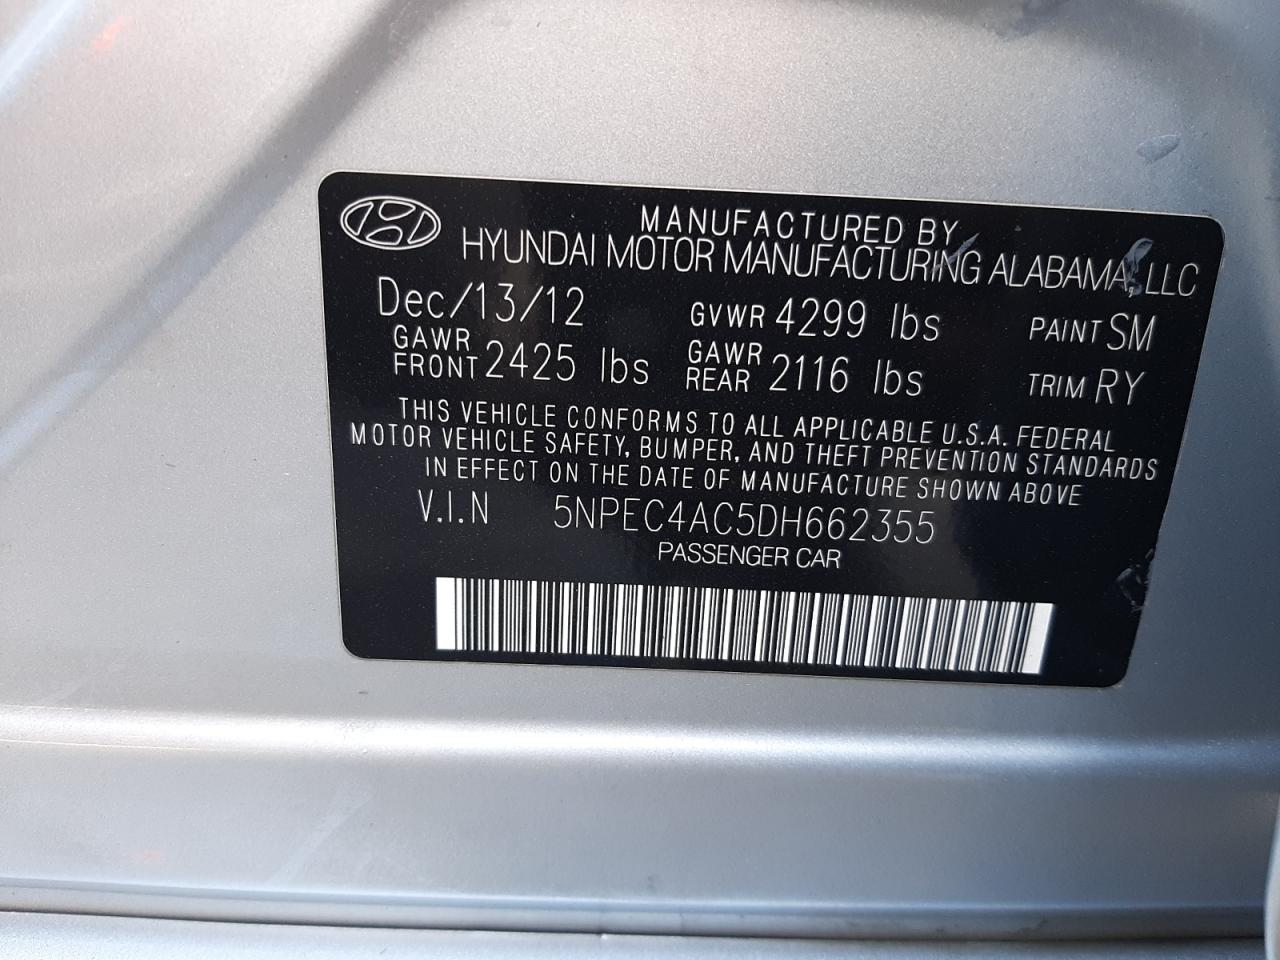 MANUFACTURED BY
HYUNDAI MOTOR MANUFACTURING ALABAMA, LLC
Dec/13/12 GVWR 4299 lbs PAINT SM
GAWR FRONT 2425 lbs GAWR REAR 2116 lbs TRIM RY
THIS VEHICLE CONFORMS TO ALL APPLICABLE U.S.A. FEDERAL
MOTOR VEHICLE SAFETY, BUMPER, AND THEFT PREVENTION STANDARDS
IN EFFECT ON THE DATE OF MANUFACTURE SHOWN ABOVE
V.I.N 5NPEC4AC5DH662355
PASSENGER CAR